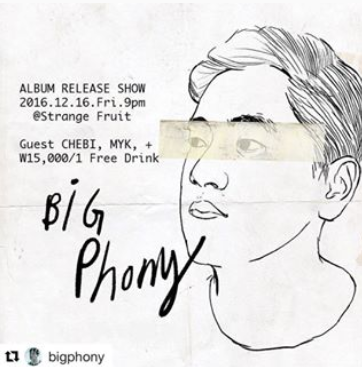 ALBUM RELEASE SHOW
2016.12.16.Fri.9pm
@Strange Fruit
Guest CHEBI, MYK, +
W15,000/1 Free Drink
BiG
Phony
bigphony